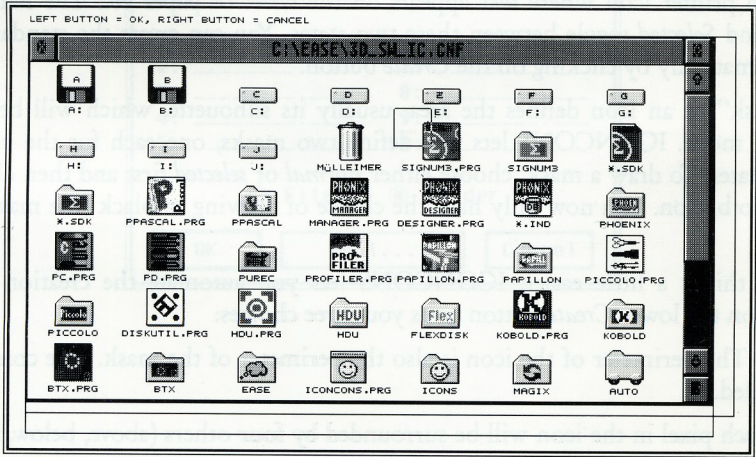 LEFT BUTTON = OK, RIGHT BUTTON = CANCEL
C:\EASE\3D_SW_IC.CNF
A B C D E F G
A: B: C: D: E: F: G:
H I J
H: I: J: MÜLLEIMER SIGNUM3.PRG SIGNUM3 *.SDK
PHONIX MANAGER PHONIX DESIGNER PHONIX
*.SDK PPASCAL.PRG PPASCAL MANAGER.PRG DESIGNER.PRG *.IND PHOENIX
PRO FILER PAPILLON
PC.PRG PD.PRG PUREC PROFILER.PRG PAPILLON.PRG PAPILLON PICCOLO.PRG
Piccolo HDU Flex K KOBOLD K
PICCOLO DISKUTIL.PRG HDU.PRG HDU FLEXDISK KOBOLD.PRG KOBOLD
BTX.PRG BTX EASE ICONCONS.PRG ICONS MAGIX AUTO